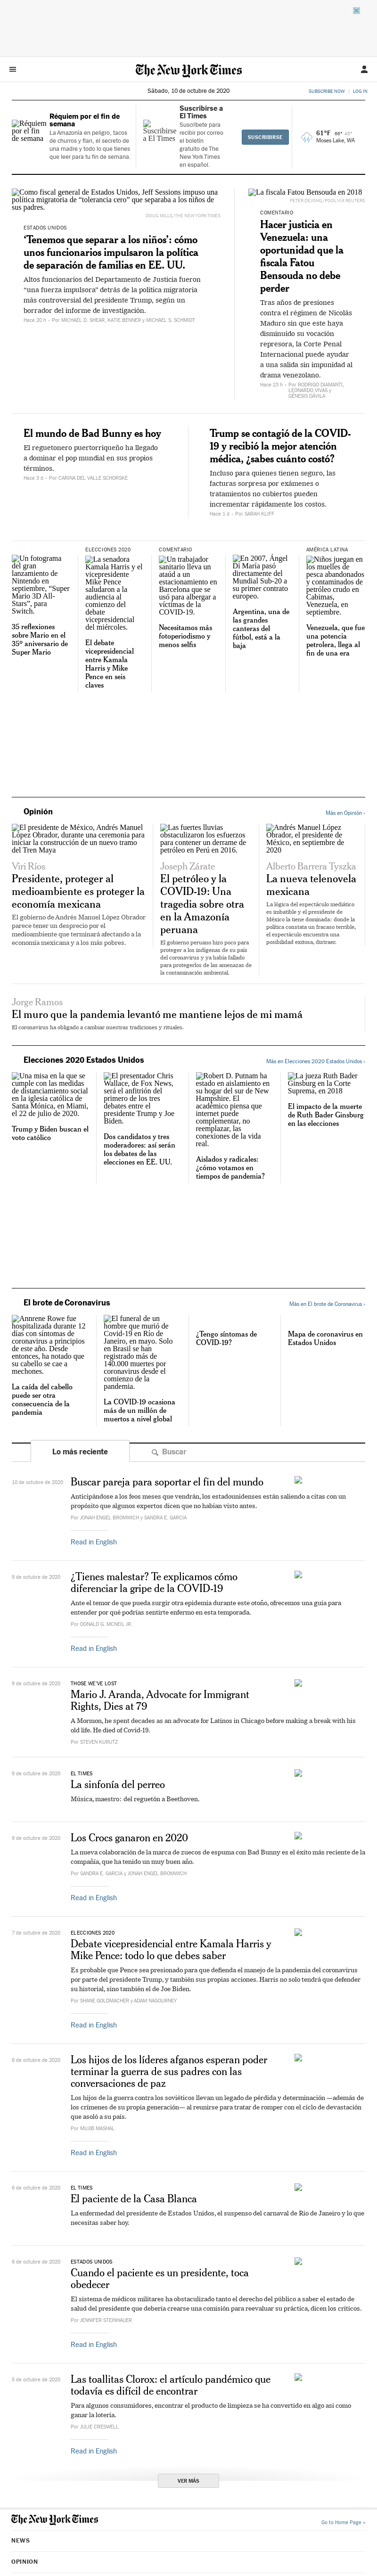 The New York Times
Sábado, 10 de octubre de 2020
SUBSCRIBE NOW | LOG IN
Réquiem por el fin de semana
Réquiem por el fin de semana
La Amazonía en peligro, tacos de churros y flan, el secreto de una madre y todo lo que tienes que leer para tu fin de semana.
Suscribirse a El Times
Suscribirse a El Times
Suscríbete para recibir por correo el boletín gratuito de The New York Times en español.
SUSCRIBIRSE
61°F
Moses Lake, WA
Como fiscal general de Estados Unidos, Jeff Sessions impuso una política migratoria de “tolerancia cero” que separaba a los niños de sus padres.
DOUG MILLS/THE NEW YORK TIMES
ESTADOS UNIDOS
‘Tenemos que separar a los niños’: cómo unos funcionarios impulsaron la política de separación de familias en EE. UU.
Altos funcionarios del Departamento de Justicia fueron “una fuerza impulsora” detrás de la política migratoria más controversial del presidente Trump, según un borrador del informe de investigación.
Hace 20 h – Por MICHAEL D. SHEAR, KATIE BENNER y MICHAEL S. SCHMIDT
La fiscala Fatou Bensouda en 2018
PETER DEJONG/POOL VIA REUTERS
COMENTARIO
Hacer justicia en Venezuela: una oportunidad que la fiscala Fatou Bensouda no debe perder
Tras años de presiones contra el régimen de Nicolás Maduro sin que este haya disminuido su vocación represora, la Corte Penal Internacional puede ayudar a una salida sin impunidad al drama venezolano.
Por RODRIGO DIAMANTI, LEONARDO VIVAS y GÉNESIS DÁVILA
El mundo de Bad Bunny es hoy
El reguetonero puertorriqueño ha llegado a dominar el pop mundial en sus propios términos.
Hace 3 d – Por CARINA DEL VALLE SCHORSKE
Trump se contagió de la COVID-19 y recibió la mejor atención médica, ¿sabes cuánto costó?
Incluso para quienes tienen seguro, las facturas sorpresa por exámenes o tratamientos no cubiertos pueden incrementar rápidamente los costos.
Hace 1 d – Por SARAH KLIFF
Un fotograma del gran lanzamiento de Nintendo en septiembre, “Super Mario 3D All-Stars”, para Switch.
35 reflexiones sobre Mario en el 35º aniversario de Super Mario
ELECCIONES 2020
La senadora Kamala Harris y el vicepresidente Mike Pence saludaron a la audiencia al comienzo del debate vicepresidencial del miércoles.
El debate vicepresidencial entre Kamala Harris y Mike Pence en seis claves
COMENTARIO
Un trabajador sanitario lleva un ataúd a un estacionamiento en Barcelona que se usó para albergar a víctimas de la COVID-19.
Necesitamos más fotoperiodismo y menos selfis
En 2007, Ángel Di María pasó directamente del Mundial Sub-20 a su primer contrato europeo.
Argentina, una de las grandes canteras del fútbol, está a la baja
AMÉRICA LATINA
Niños juegan en los muelles de pesca abandonados y contaminados de petróleo crudo en Cabimas, Venezuela, en septiembre.
Venezuela, que fue una potencia petrolera, llega al fin de una era
Opinión
Más en Opinión ›
El presidente de México, Andrés Manuel López Obrador, durante una ceremonia para iniciar la construcción de un nuevo tramo del Tren Maya
Viri Ríos
Presidente, proteger al medioambiente es proteger la economía mexicana
El gobierno de Andrés Manuel López Obrador parece tener un desprecio por el medioambiente que terminará afectando a la economía mexicana y a los más pobres.
Las fuertes lluvias obstaculizaron los esfuerzos para contener un derrame de petróleo en Perú en 2016.
Joseph Zárate
El petróleo y la COVID-19: Una tragedia sobre otra en la Amazonía peruana
El gobierno peruano hizo poco para proteger a los indígenas de su país del coronavirus y ya había fallado para protegerlos de las amenazas de la contaminación ambiental.
Andrés Manuel López Obrador, el presidente de México, en septiembre de 2020
Alberto Barrera Tyszka
La nueva telenovela mexicana
La lógica del espectáculo mediático es imbatible y el presidente de México la tiene dominada: donde la política constata un fracaso terrible, el espectáculo encuentra una posibilidad exitosa, distraer.
Jorge Ramos
El muro que la pandemia levantó me mantiene lejos de mi mamá
El coronavirus ha obligado a cambiar nuestras tradiciones y rituales.
Elecciones 2020 Estados Unidos
Más en Elecciones 2020 Estados Unidos ›
Una misa en la que se cumple con las medidas de distanciamiento social en la iglesia católica de Santa Mónica, en Miami, el 22 de julio de 2020.
Trump y Biden buscan el voto católico
El presentador Chris Wallace, de Fox News, será el anfitrión del primero de los tres debates entre el presidente Trump y Joe Biden.
Dos candidatos y tres moderadores: así serán los debates de las elecciones en EE. UU.
Robert D. Putnam ha estado en aislamiento en su hogar del sur de New Hampshire. El académico piensa que internet puede complementar, no reemplazar, las conexiones de la vida real.
Aislados y radicales: ¿cómo votamos en tiempos de pandemia?
La jueza Ruth Bader Ginsburg en la Corte Suprema, en 2018
El impacto de la muerte de Ruth Bader Ginsburg en las elecciones
El brote de Coronavirus
Más en El brote de Coronavirus ›
Annrene Rowe fue hospitalizada durante 12 días con síntomas de coronavirus a principios de este año. Desde entonces, ha notado que su cabello se cae a mechones.
La caída del cabello puede ser otra consecuencia de la pandemia
El funeral de un hombre que murió de Covid-19 en Río de Janeiro, en mayo. Solo en Brasil se han registrado más de 140.000 muertes por coronavirus desde el comienzo de la pandemia.
La COVID-19 ocasiona más de un millón de muertos a nivel global
¿Tengo síntomas de COVID-19?
Mapa de coronavirus en Estados Unidos
Lo más reciente
Buscar
10 de octubre de 2020
Buscar pareja para soportar el fin del mundo
Anticipándose a los feos meses que vendrán, los estadounidenses están saliendo a citas con un propósito que algunos expertos dicen que no habían visto antes.
Por JONAH ENGEL BROMWICH y SANDRA E. GARCIA
Read in English
9 de octubre de 2020
¿Tienes malestar? Te explicamos cómo diferenciar la gripe de la COVID-19
Ante el temor de que pueda surgir otra epidemia durante este otoño, ofrecemos una guía para entender por qué podrías sentirte enfermo en esta temporada.
Por DONALD G. MCNEIL JR.
Read in English
9 de octubre de 2020
THOSE WE'VE LOST
Mario J. Aranda, Advocate for Immigrant Rights, Dies at 79
A Mormon, he spent decades as an advocate for Latinos in Chicago before making a break with his old life. He died of Covid-19.
Por STEVEN KURUTZ
9 de octubre de 2020
EL TIMES
La sinfonía del perreo
Música, maestro: del reguetón a Beethoven.
8 de octubre de 2020
Los Crocs ganaron en 2020
La nueva colaboración de la marca de zuecos de espuma con Bad Bunny es el éxito más reciente de la compañía, que ha tenido un muy buen año.
Por SANDRA E. GARCIA y JONAH ENGEL BROMWICH
Read in English
7 de octubre de 2020
ELECCIONES 2020
Debate vicepresidencial entre Kamala Harris y Mike Pence: todo lo que debes saber
Es probable que Pence sea presionado para que defienda el manejo de la pandemia del coronavirus por parte del presidente Trump, y también sus propias acciones. Harris no solo tendrá que defender su historial, sino también el de Joe Biden.
Por SHANE GOLDMACHER y ADAM NAGOURNEY
Read in English
6 de octubre de 2020
Los hijos de los líderes afganos esperan poder terminar la guerra de sus padres con las conversaciones de paz
Los hijos de la guerra contra los soviéticos llevan un legado de pérdida y determinación —además de los crímenes de su propia generación— al reunirse para tratar de romper con el ciclo de devastación que asoló a su país.
Por MUJIB MASHAL
Read in English
6 de octubre de 2020
EL TIMES
El paciente de la Casa Blanca
La enfermedad del presidente de Estados Unidos, el suspenso del carnaval de Río de Janeiro y lo que necesitas saber hoy.
6 de octubre de 2020
ESTADOS UNIDOS
Cuando el paciente es un presidente, toca obedecer
El sistema de médicos militares ha obstaculizado tanto el derecho del público a saber el estado de salud del presidente que debería crearse una comisión para reevaluar su práctica, dicen los críticos.
Por JENNIFER STEINHAUER
Read in English
5 de octubre de 2020
Las toallitas Clorox: el artículo pandémico que todavía es difícil de encontrar
Para algunos consumidores, encontrar el producto de limpieza se ha convertido en algo así como ganar la lotería.
Por JULIE CRESWELL
Read in English
VER MÁS
The New York Times
Go to Home Page »
NEWS
OPINION